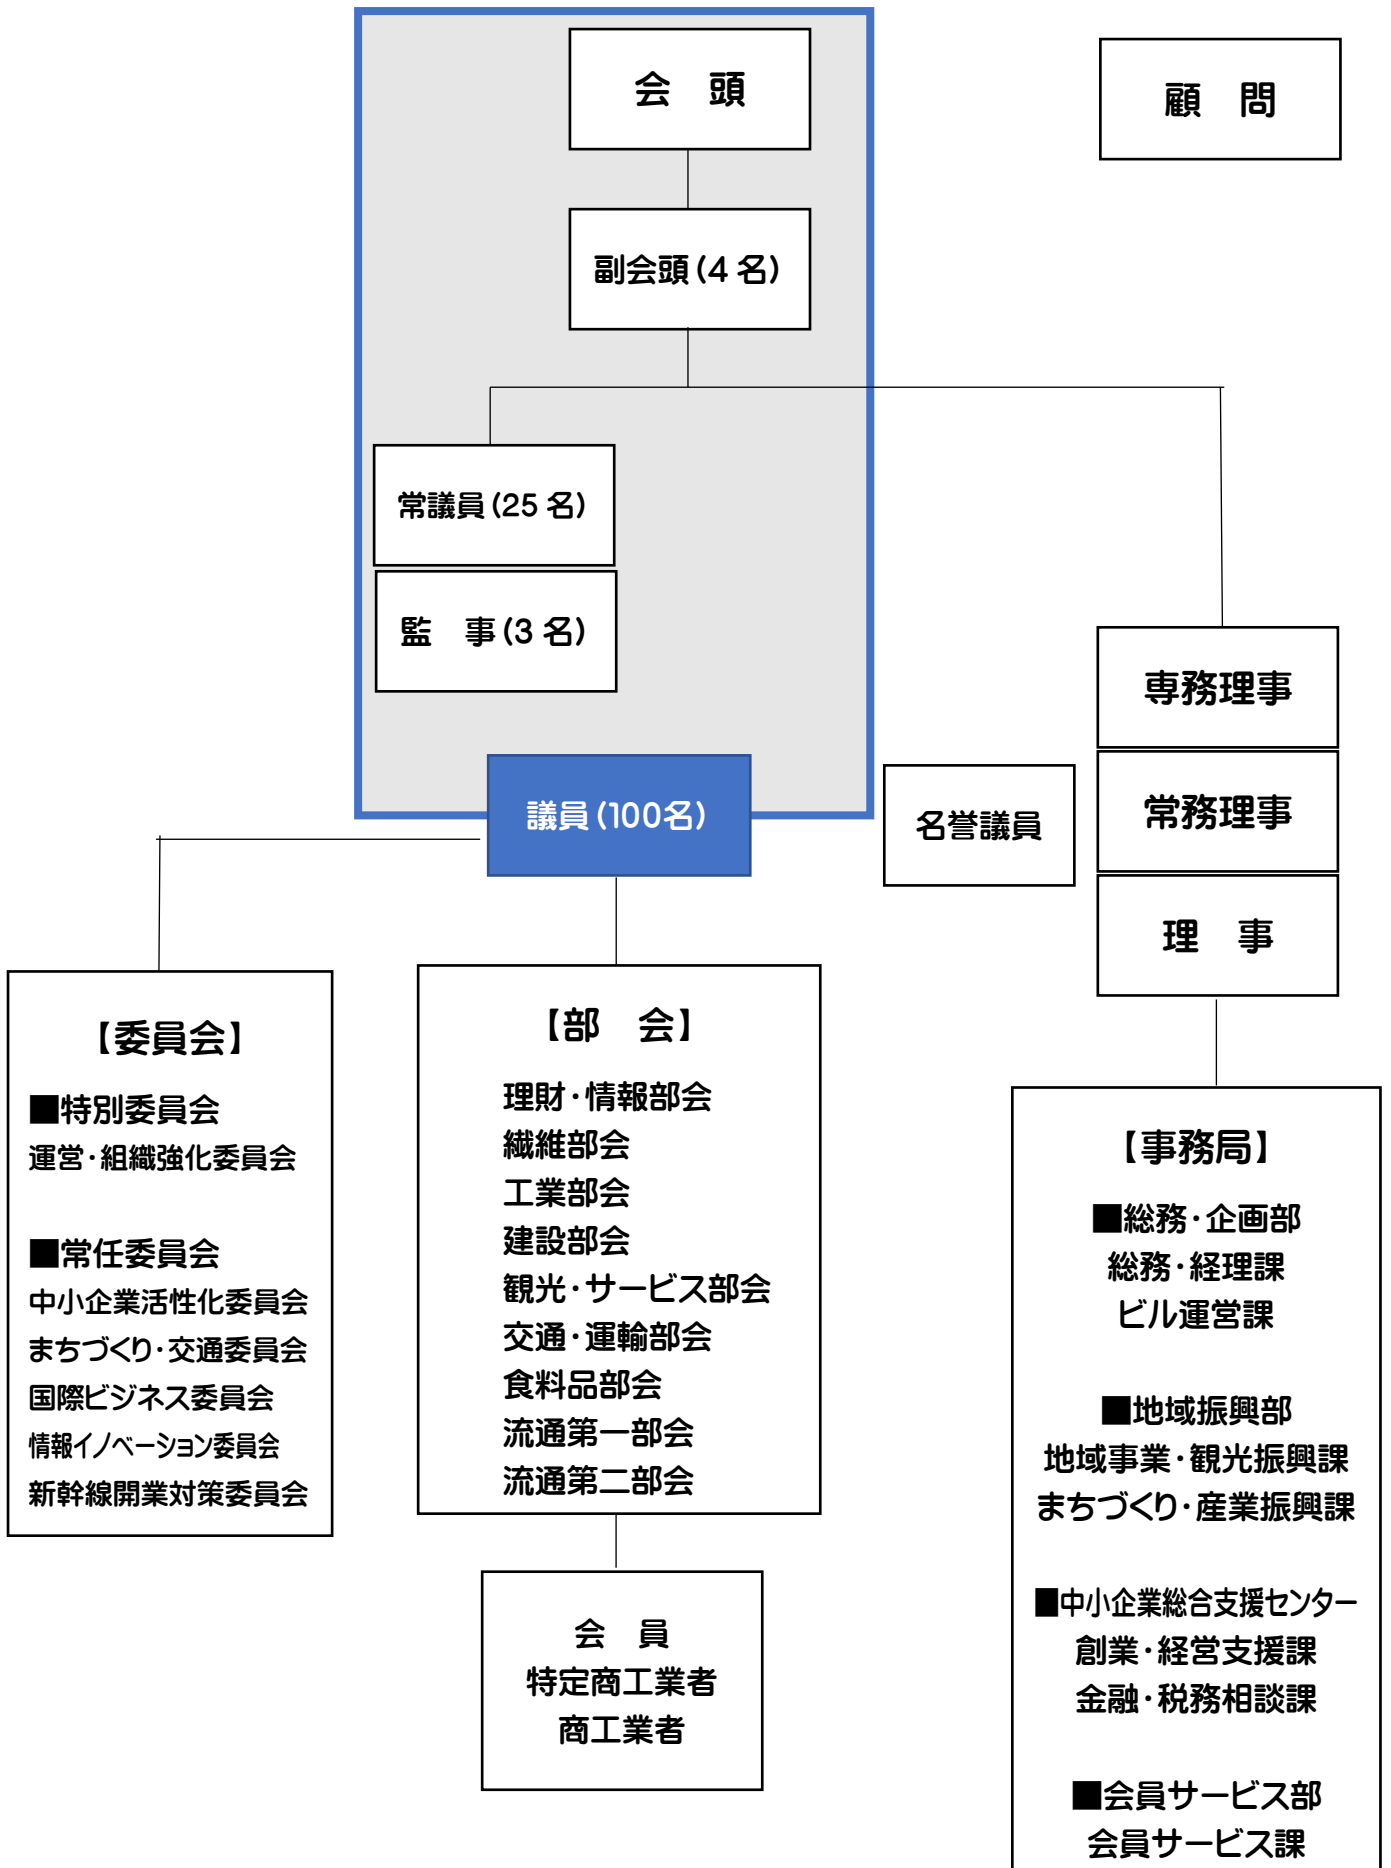 会　頭
顧　問
副会頭(4 名)
常議員(25 名)
監　事(3 名)
専務理事
議員(100名)
名誉議員
常務理事
理　事
【委員会】
■特別委員会
運営・組織強化委員会
■常任委員会
中小企業活性化委員会
まちづくり・交通委員会
国際ビジネス委員会
情報イノベーション委員会
新幹線開業対策委員会
【部　会】
理財・情報部会
繊維部会
工業部会
建設部会
観光・サービス部会
交通・運輸部会
食料品部会
流通第一部会
流通第二部会
会　員
特定商工業者
商工業者
【事務局】
■総務・企画部
総務・経理課
ビル運営課
■地域振興部
地域事業・観光振興課
まちづくり・産業振興課
■中小企業総合支援センター
創業・経営支援課
金融・税務相談課
■会員サービス部
会員サービス課